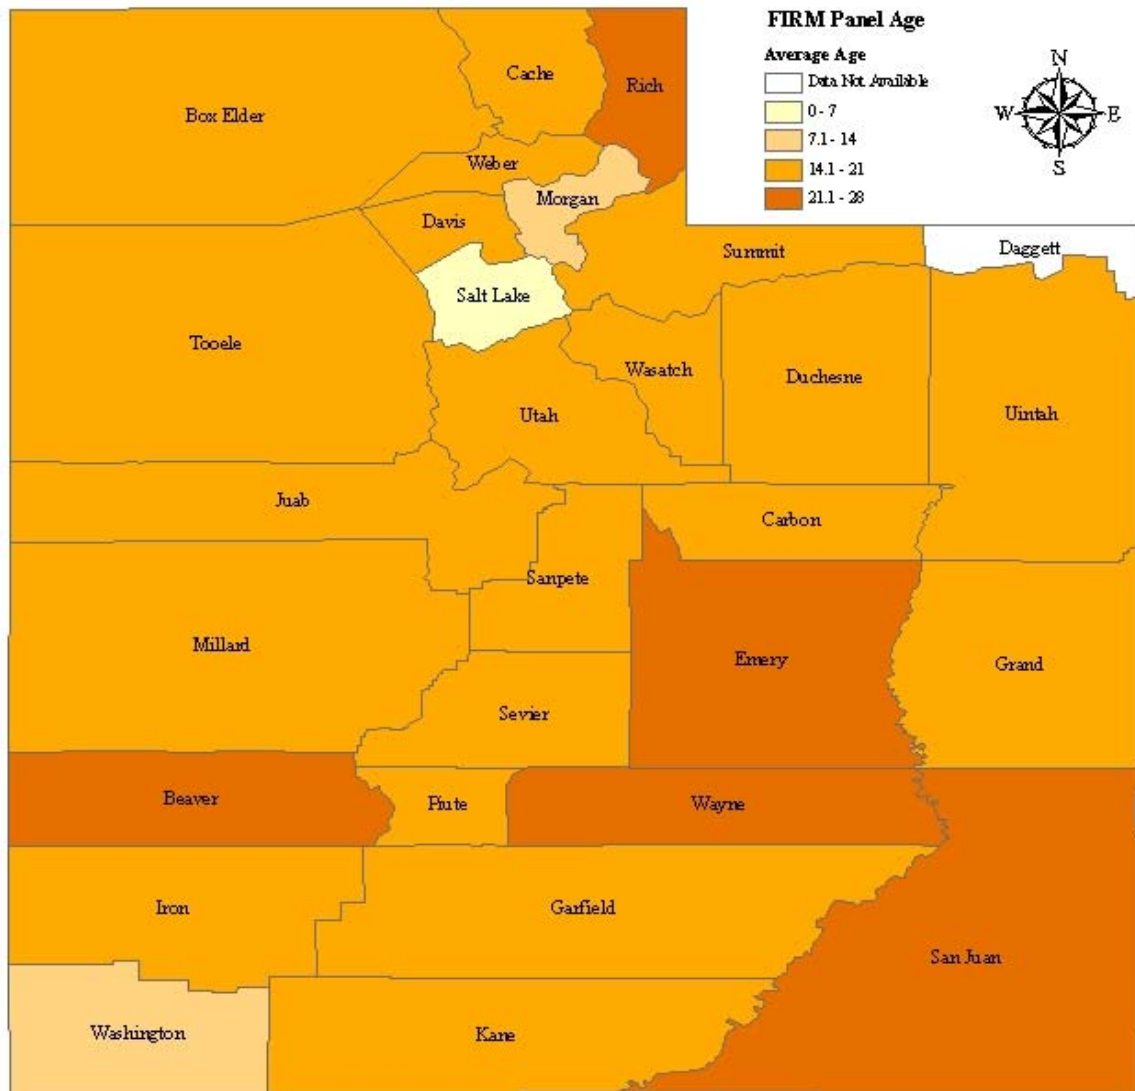 FIRM Panel Age
Average Age
Data Not Available
0 - 7
7.1 - 14
14.1 - 21
21.1 - 28
N
W
E
S
Cache
Rich
Box Elder
Weber
Morgan
Davis
Summit
Daggett
Salt Lake
Tooele
Wasatch
Duchesne
Utah
Uintah
Juab
Carbon
Sanpete
Millard
Emery
Grand
Sevier
Beaver
Piute
Wayne
Iron
Garfield
San Juan
Washington
Kane